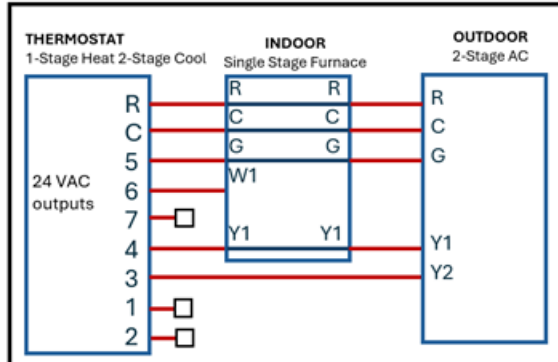 THERMOSTAT
1-Stage Heat 2-Stage Cool
INDOOR
Single Stage Furnace
OUTDOOR
2-Stage AC
24 VAC
outputs
R
C
5
6
7
4
3
1
2
R R
C C
G G
W1
Y1 Y1
R
C
G
Y1
Y2